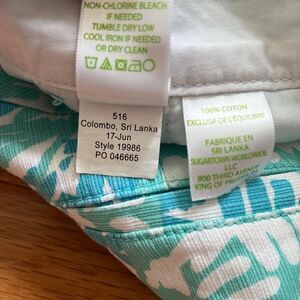 NON-CHLORINE BLEACH
IF NEEDED
TUMBLE DRY LOW
COOL IRON IF NEEDED
OR DRY CLEAN
516
Colombo, Sri Lanka
17-Jun
Style 19986
PO 046665
100% COTON
EXCLUSIF DE L'ÉQUILIBRE
FABRIQUE EN
SRI LANKA
SUGARTOWN WORLDWIDE
LLC
800 THIRD AVENUE
KING OF PRUSSIA